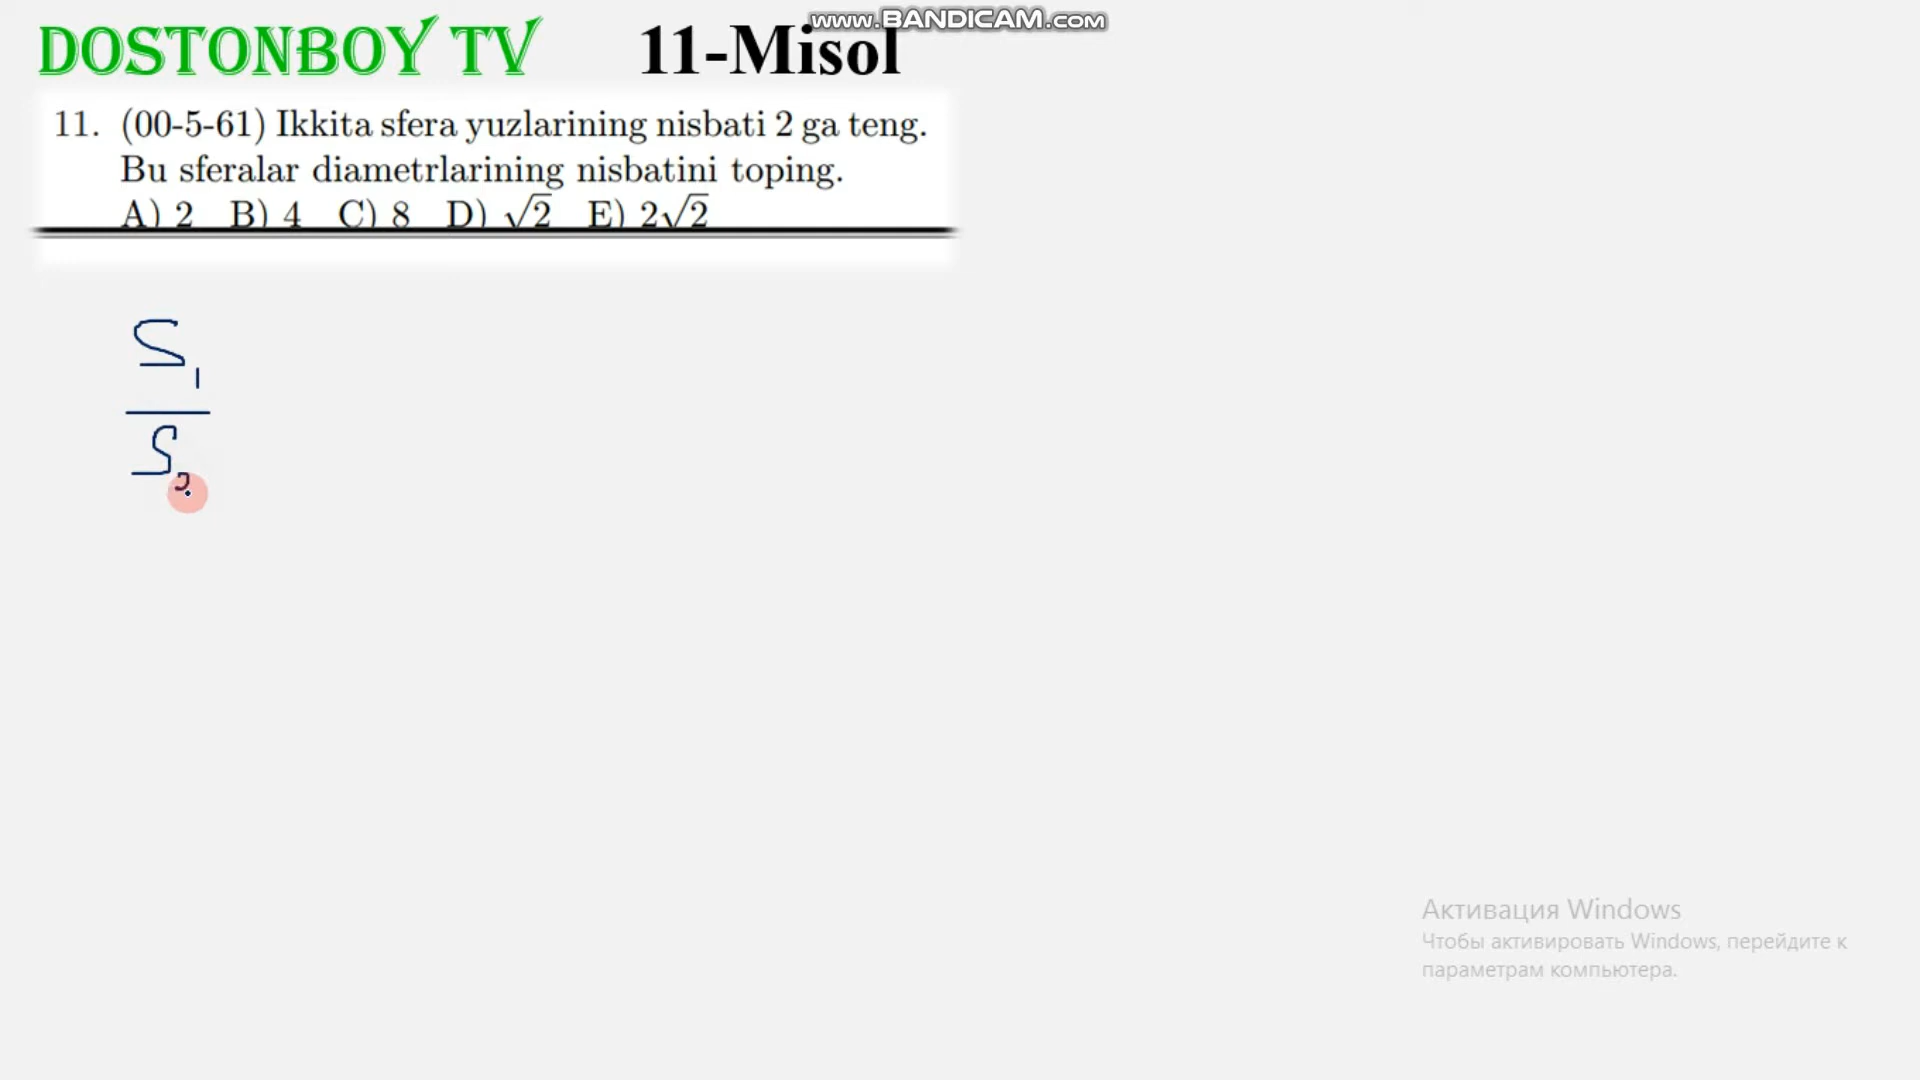 www.BANDICAM.com
DOSTONBOY TV
11-Misol
11. (00-5-61) Ikkita sfera yuzlarining nisbati 2 ga teng.
Bu sferalar diametrlarining nisbatini toping.
A) 2 B) 4 C) 8 D) √2 E) 2√2
S₁
S₂
Активация Windows
Чтобы активировать Windows, перейдите к
параметрам компьютера.